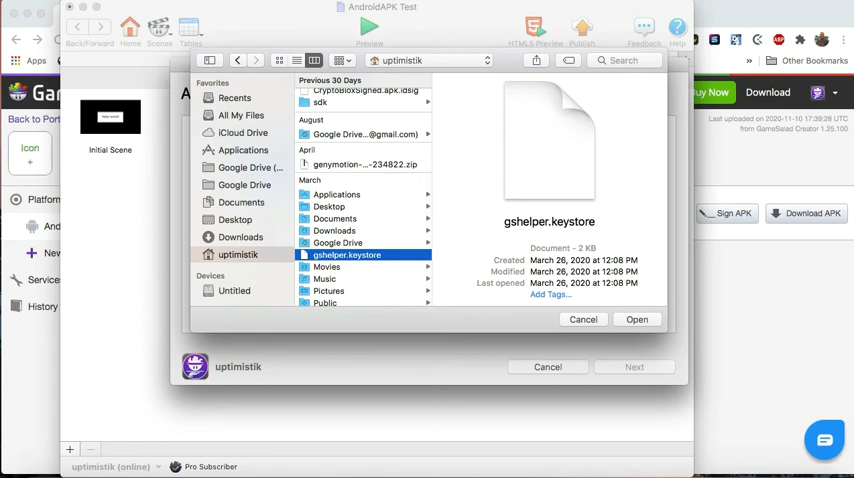 AndroidAPK Test
Back/Forward
Home
Scenes
Tables
Preview
HTML5 Preview
Publish
Feedback
Help
Apps
Other Bookmarks
uptimistik
Search
Favorites
Recents
All My Files
iCloud Drive
Applications
Google Drive (...
Google Drive
Documents
Desktop
Downloads
uptimistik
Devices
Untitled
Previous 30 Days
CryptoBloxSigned.apk.idsig
sdk
August
Google Drive...@gmail.com)
April
genymotion-...-234822.zip
March
Applications
Desktop
Documents
Downloads
Google Drive
gshelper.keystore
Movies
Music
Pictures
Public
gshelper.keystore
Document - 2 KB
Created March 26, 2020 at 12:08 PM
Modified March 26, 2020 at 12:08 PM
Last opened March 26, 2020 at 12:08 PM
Add Tags...
Cancel
Open
uptimistik
Cancel
Next
Initial Scene
Gam
Buy Now
Download
Back to Port
Last uploaded on 2020-11-10 17:39:28 UTC
from GameSalad Creator 1.25.100
Icon
+
Sign APK
Download APK
Platform
And
New
Services
History
ABP
A
+
−
uptimistik (online)
Pro Subscriber